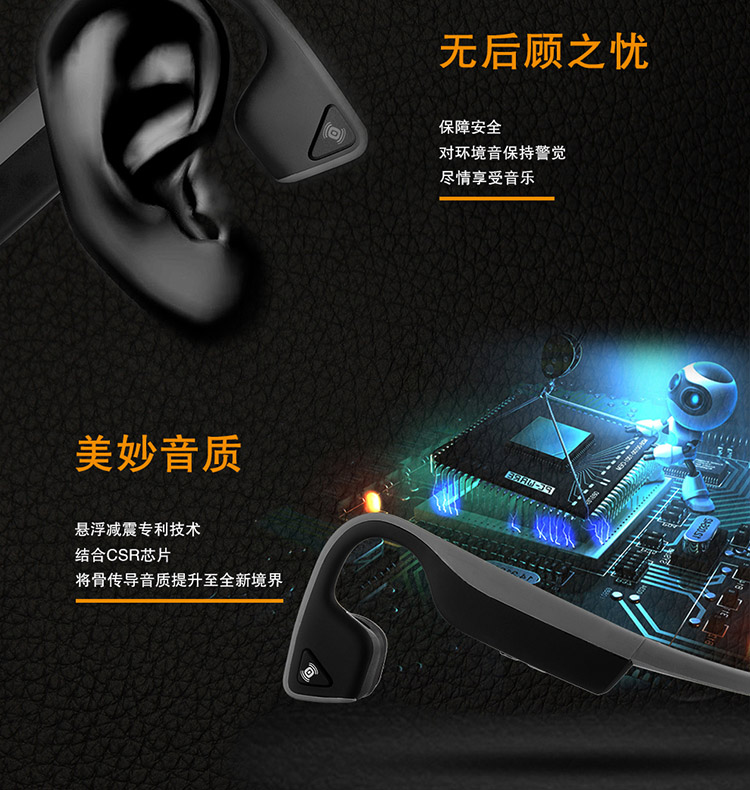 无后顾之忧
保障安全
对环境音保持警觉
尽情享受音乐
美妙音质
悬浮减震专利技术
结合CSR芯片
将骨传导音质提升至全新境界